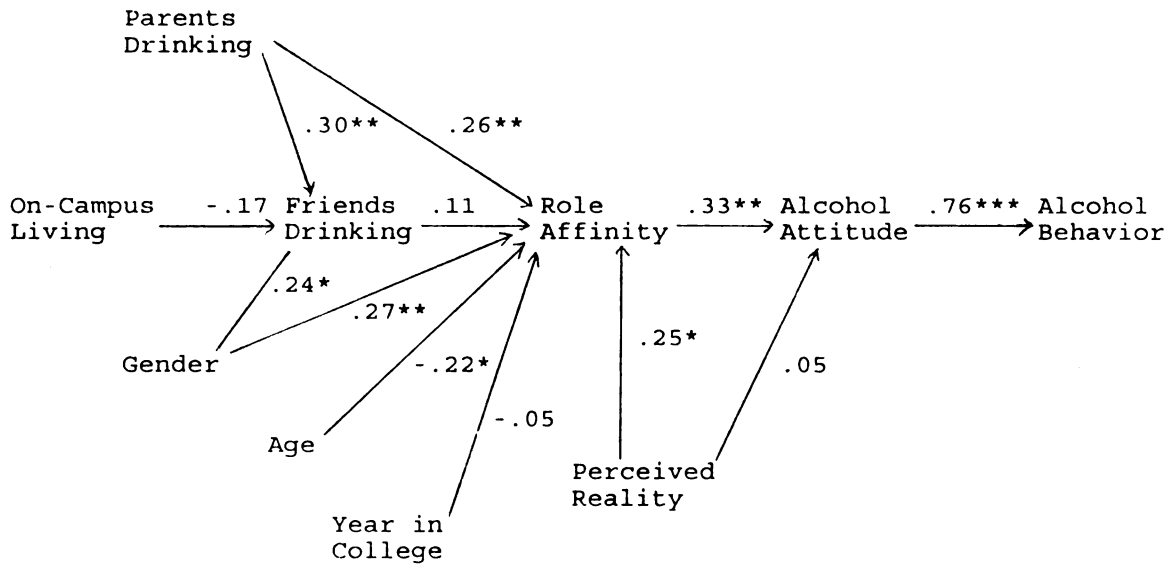 Parents
Drinking
.30** .26**
On-Campus
Living
-.17
Friends
Drinking
.11
Role
Affinity
.33**
Alcohol
Attitude
.76***
Alcohol
Behavior
.24*
.27**
Gender
-.22*
.25*
.05
-.05
Age
Perceived
Reality
Year in
College